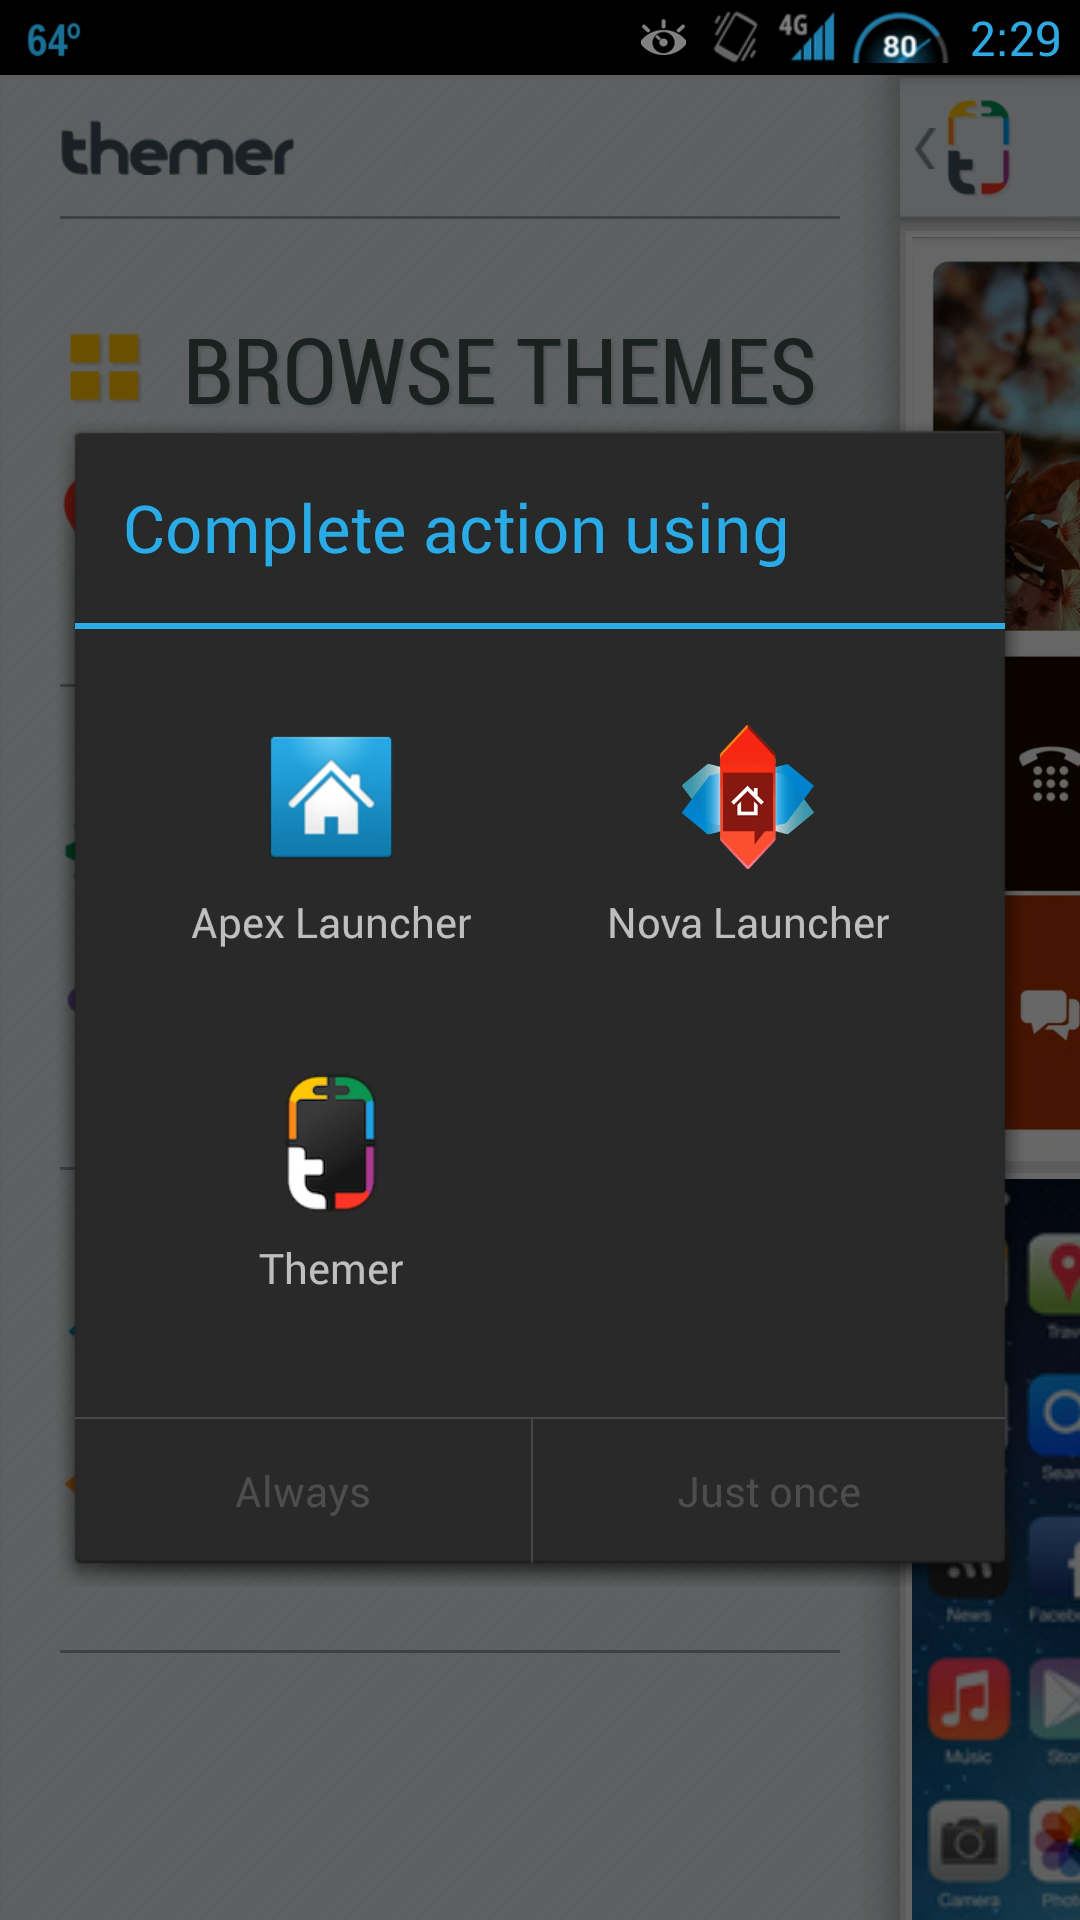 64º 4G 80 2:29
themer
BROWSE THEMES
Complete action using
Apex Launcher Nova Launcher
Themer
Always Just once
News
Music
Camera